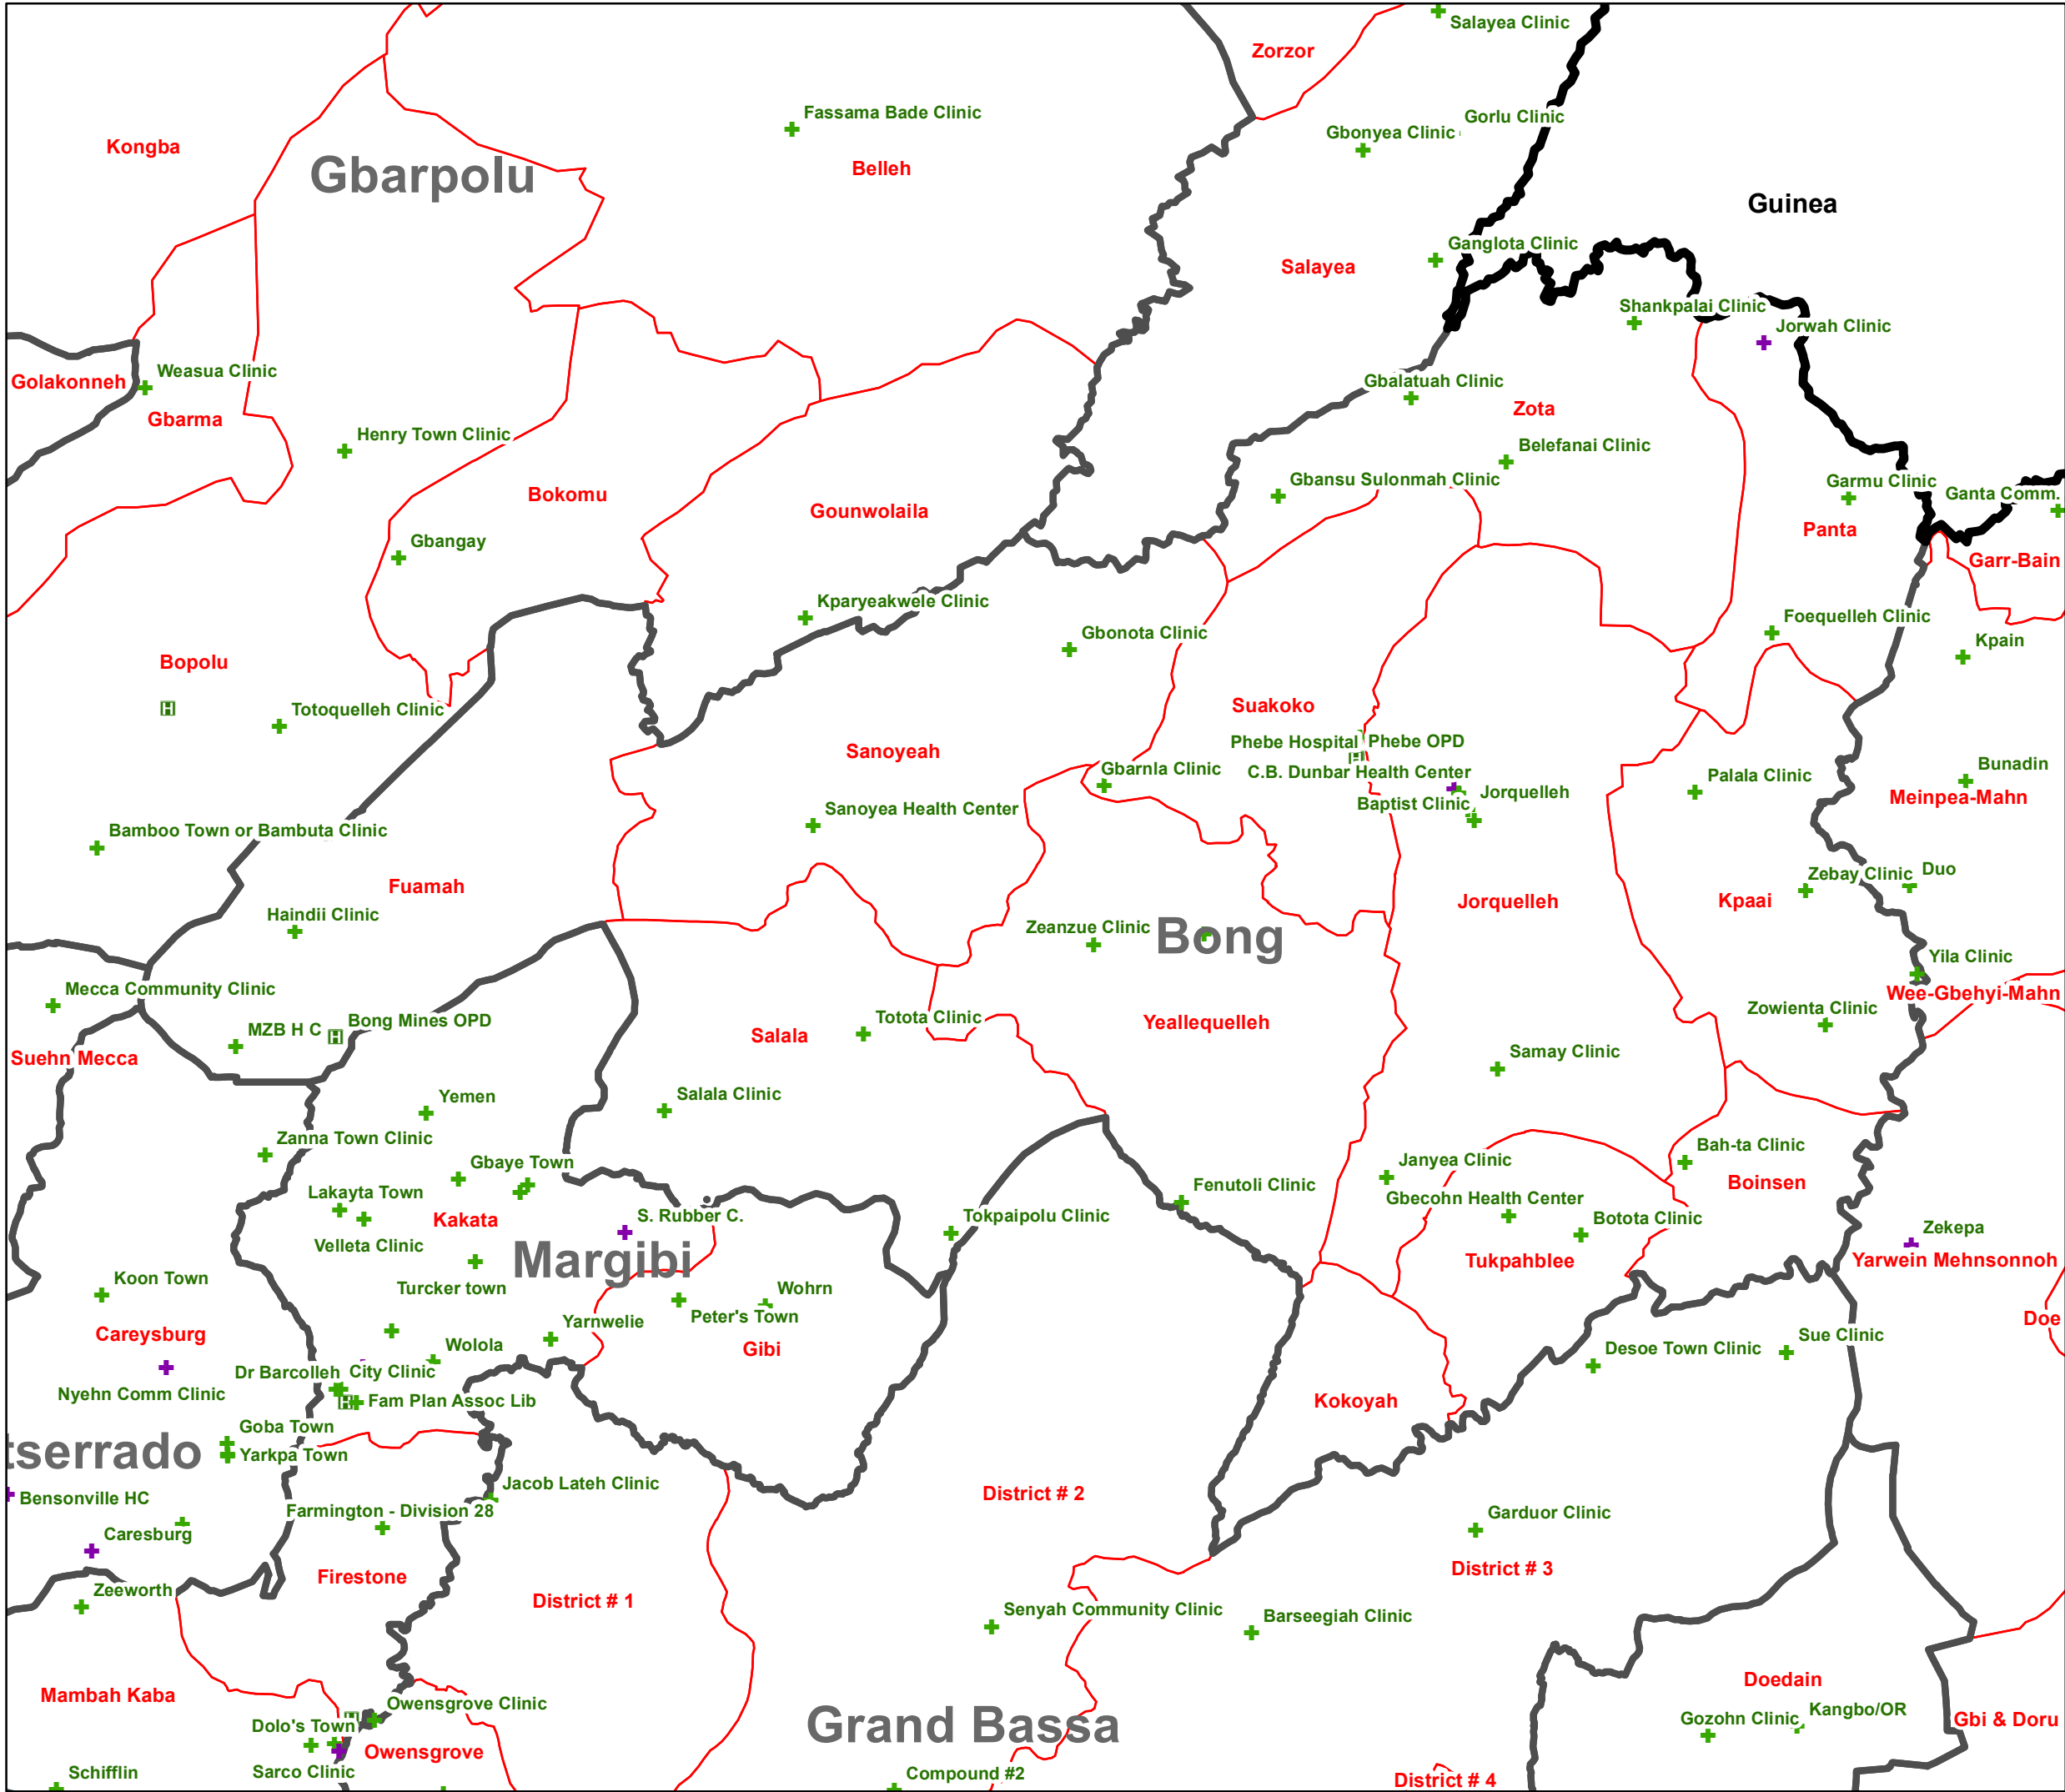 Salayea Clinic
Zorzor
Fassama Bade Clinic
Gorlu Clinic
Gbonyea Clinic
Kongba
Gbarpolu
Belleh
Guinea
Ganglota Clinic
Salayea
Shankpalai Clinic
Jorwah Clinic
Weasua Clinic
Golakonneh
Gbalatuah Clinic
Gbarma
Zota
Henry Town Clinic
Belefanai Clinic
Gbansu Sulonmah Clinic
Garmu Clinic
Ganta Comm.
Bokomu
Gounwolaila
Panta
Gbangay
Garr-Bain
Kparyeakwele Clinic
Foequelleh Clinic
Gbonota Clinic
Kpain
Bopolu
H
Totoquelleh Clinic
Suakoko
Sanoyeah
Phebe Hospital
Phebe OPD
Gbarnla Clinic
C.B. Dunbar Health Center
Palala Clinic
Bunadin
Jorquelleh
Meinpea-Mahn
Baptist Clinic
Sanoyea Health Center
Bamboo Town or Bambuta Clinic
Fuamah
Zebay Clinic
Duo
Jorquelleh
Kpaai
Haindii Clinic
Zeanzue Clinic
Bong
Yila Clinic
Mecca Community Clinic
Wee-Gbehyi-Mahn
Zowienta Clinic
MZB H C
H
Bong Mines OPD
Salala
Totota Clinic
Yeallequelleh
Suehn Mecca
Samay Clinic
Yemen
Salala Clinic
Zanna Town Clinic
Bah-ta Clinic
Gbaye Town
Janyea Clinic
Boinsen
Lakayta Town
Fenutoli Clinic
Gbecohn Health Center
Kakata
S. Rubber C.
Tokpaipolu Clinic
Botota Clinic
Zekepa
Velleta Clinic
Margibi
Tukpahblee
Yarwein Mehnsonnoh
Koon Town
Turcker town
Wohrn
Peter's Town
Yarnwelie
Doe
Careysburg
Wolola
Gibi
Desoe Town Clinic
Sue Clinic
Dr Barcolleh
City Clinic
Nyehn Comm Clinic
H
Fam Plan Assoc Lib
Kokoyah
Goba Town
tserrado
Yarkpa Town
Jacob Lateh Clinic
District # 2
Bensonville HC
Farmington - Division 28
Garduor Clinic
Caresburg
District # 3
Firestone
Zeeworth
District # 1
Senyah Community Clinic
Barseegiah Clinic
Doedain
Mambah Kaba
Owensgrove Clinic
Kangbo/OR
Grand Bassa
Gozohn Clinic
Gbi & Doru
Dolo's Town
Owensgrove
Sarco Clinic
Schifflin
Compound #2
District # 4